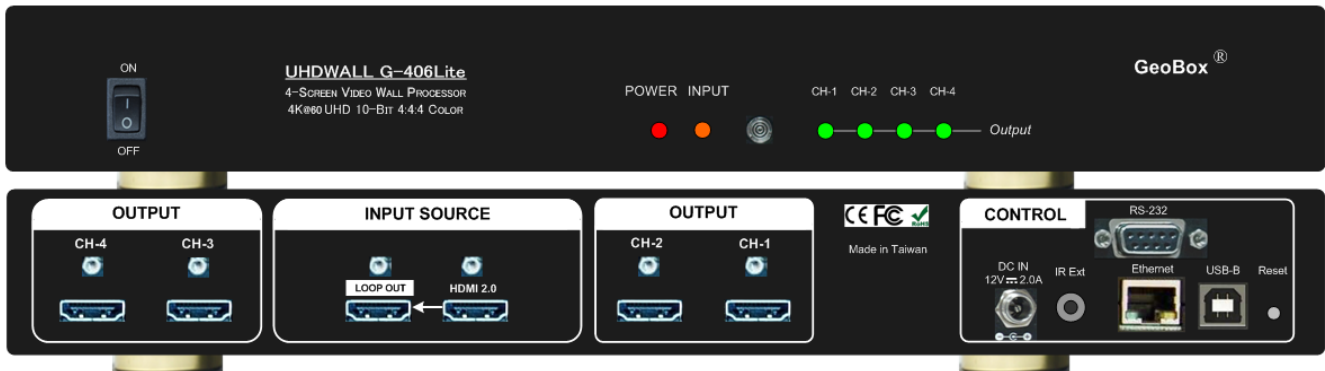 ON
OFF
UHDWALL G-406Lite
4-Screen Video Wall Processor
4K@60 UHD 10-Bit 4:4:4 Color
POWER INPUT
CH-1 CH-2 CH-3 CH-4
Output
GeoBox ®
OUTPUT
CH-4 CH-3
INPUT SOURCE
LOOP OUT HDMI 2.0
OUTPUT
CH-2 CH-1
CE FC RoHS
Made in Taiwan
CONTROL
RS-232
DC IN
12V 2.0A
IR Ext
Ethernet
USB-B
Reset